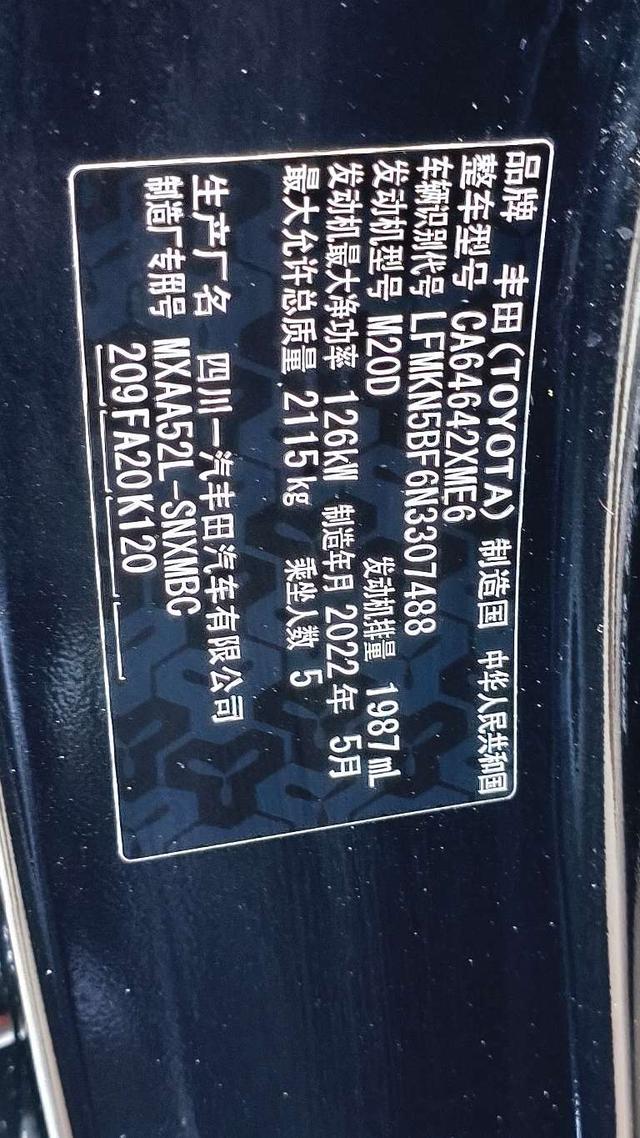 品牌 丰田(TOYOTA) 制造国 中华人民共和国
整车型号 CA64642XME6
车辆识别代号 LFMKN5BF6N3307488
发动机型号 M20D 发动机排量 1987 mL
发动机最大净功率 126kW 制造年月 2022年 5月
最大允许总质量 2115kg 乘坐人数 5
生产厂名 四川一汽丰田汽车有限公司
制造厂专用号 MXAA52L-SNXMBC
209FA20K120